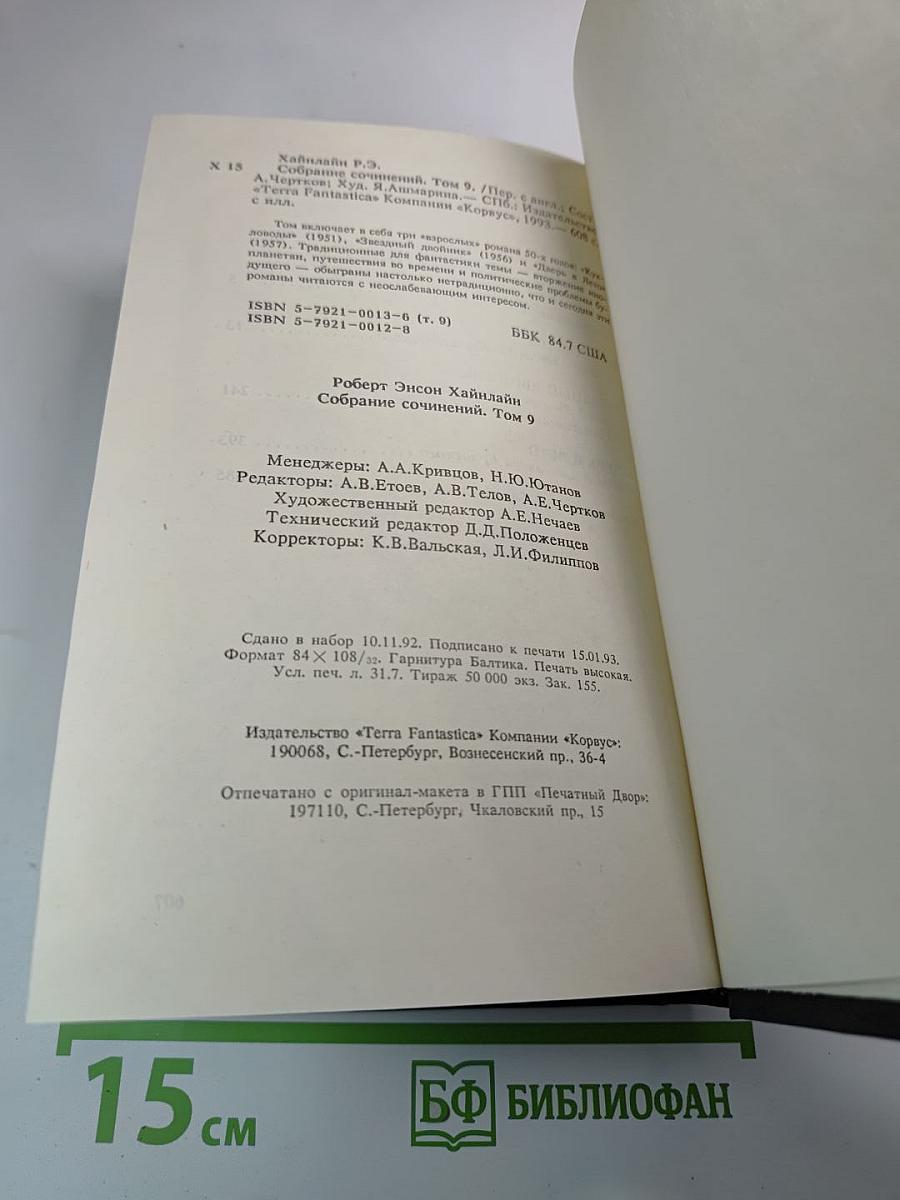 Хайнлайн Р.Э.
Х 15
Собрание сочинений. Том 9. /Пер. с англ.; Сост.
А.Чертков; Худ. Я.Ашмарина.— СПб.: Издательство
«Terra Fantastica» Компании «Корвус», 1993.— 608 с.
с илл.
Том включает в себя три «взрослых» романа 50-х годов: «Кук-
ловоды» (1951), «Звездный двойник» (1956) и «Дверь в Лето»
(1957). Традиционные для фантастики темы — вторжение ино-
планетян, путешествия во времени и политические проблемы бу-
дущего — обыграны настолько нетрадиционно, что и сегодня эти
романы читаются с неослабевающим интересом.
ISBN 5—7921—0013—6 (т. 9)
ISBN 5—7921—0012—8
ББК 84.7 США
Роберт Энсон Хайнлайн
Собрание сочинений. Том 9
Менеджеры: А.А.Кривцов, Н.Ю.Ютанов
Редакторы: А.В.Етоев, А.В.Телов, А.Е.Чертков
Художественный редактор А.Е.Нечаев
Технический редактор Д.Д.Положенцев
Корректоры: К.В.Вальская, Л.И.Филиппов
Сдано в набор 10.11.92. Подписано к печати 15.01.93.
Формат 84×108/32. Гарнитура Балтика. Печать высокая.
Усл. печ. л. 31.7. Тираж 50 000 экз. Зак. 155.
Издательство «Terra Fantastica» Компании «Корвус»:
190068, С.-Петербург, Вознесенский пр., 36-4
Отпечатано с оригинал-макета в ГПП «Печатный Двор»:
197110, С.-Петербург, Чкаловский пр., 15
15 см
БФ БИБЛИОФАН